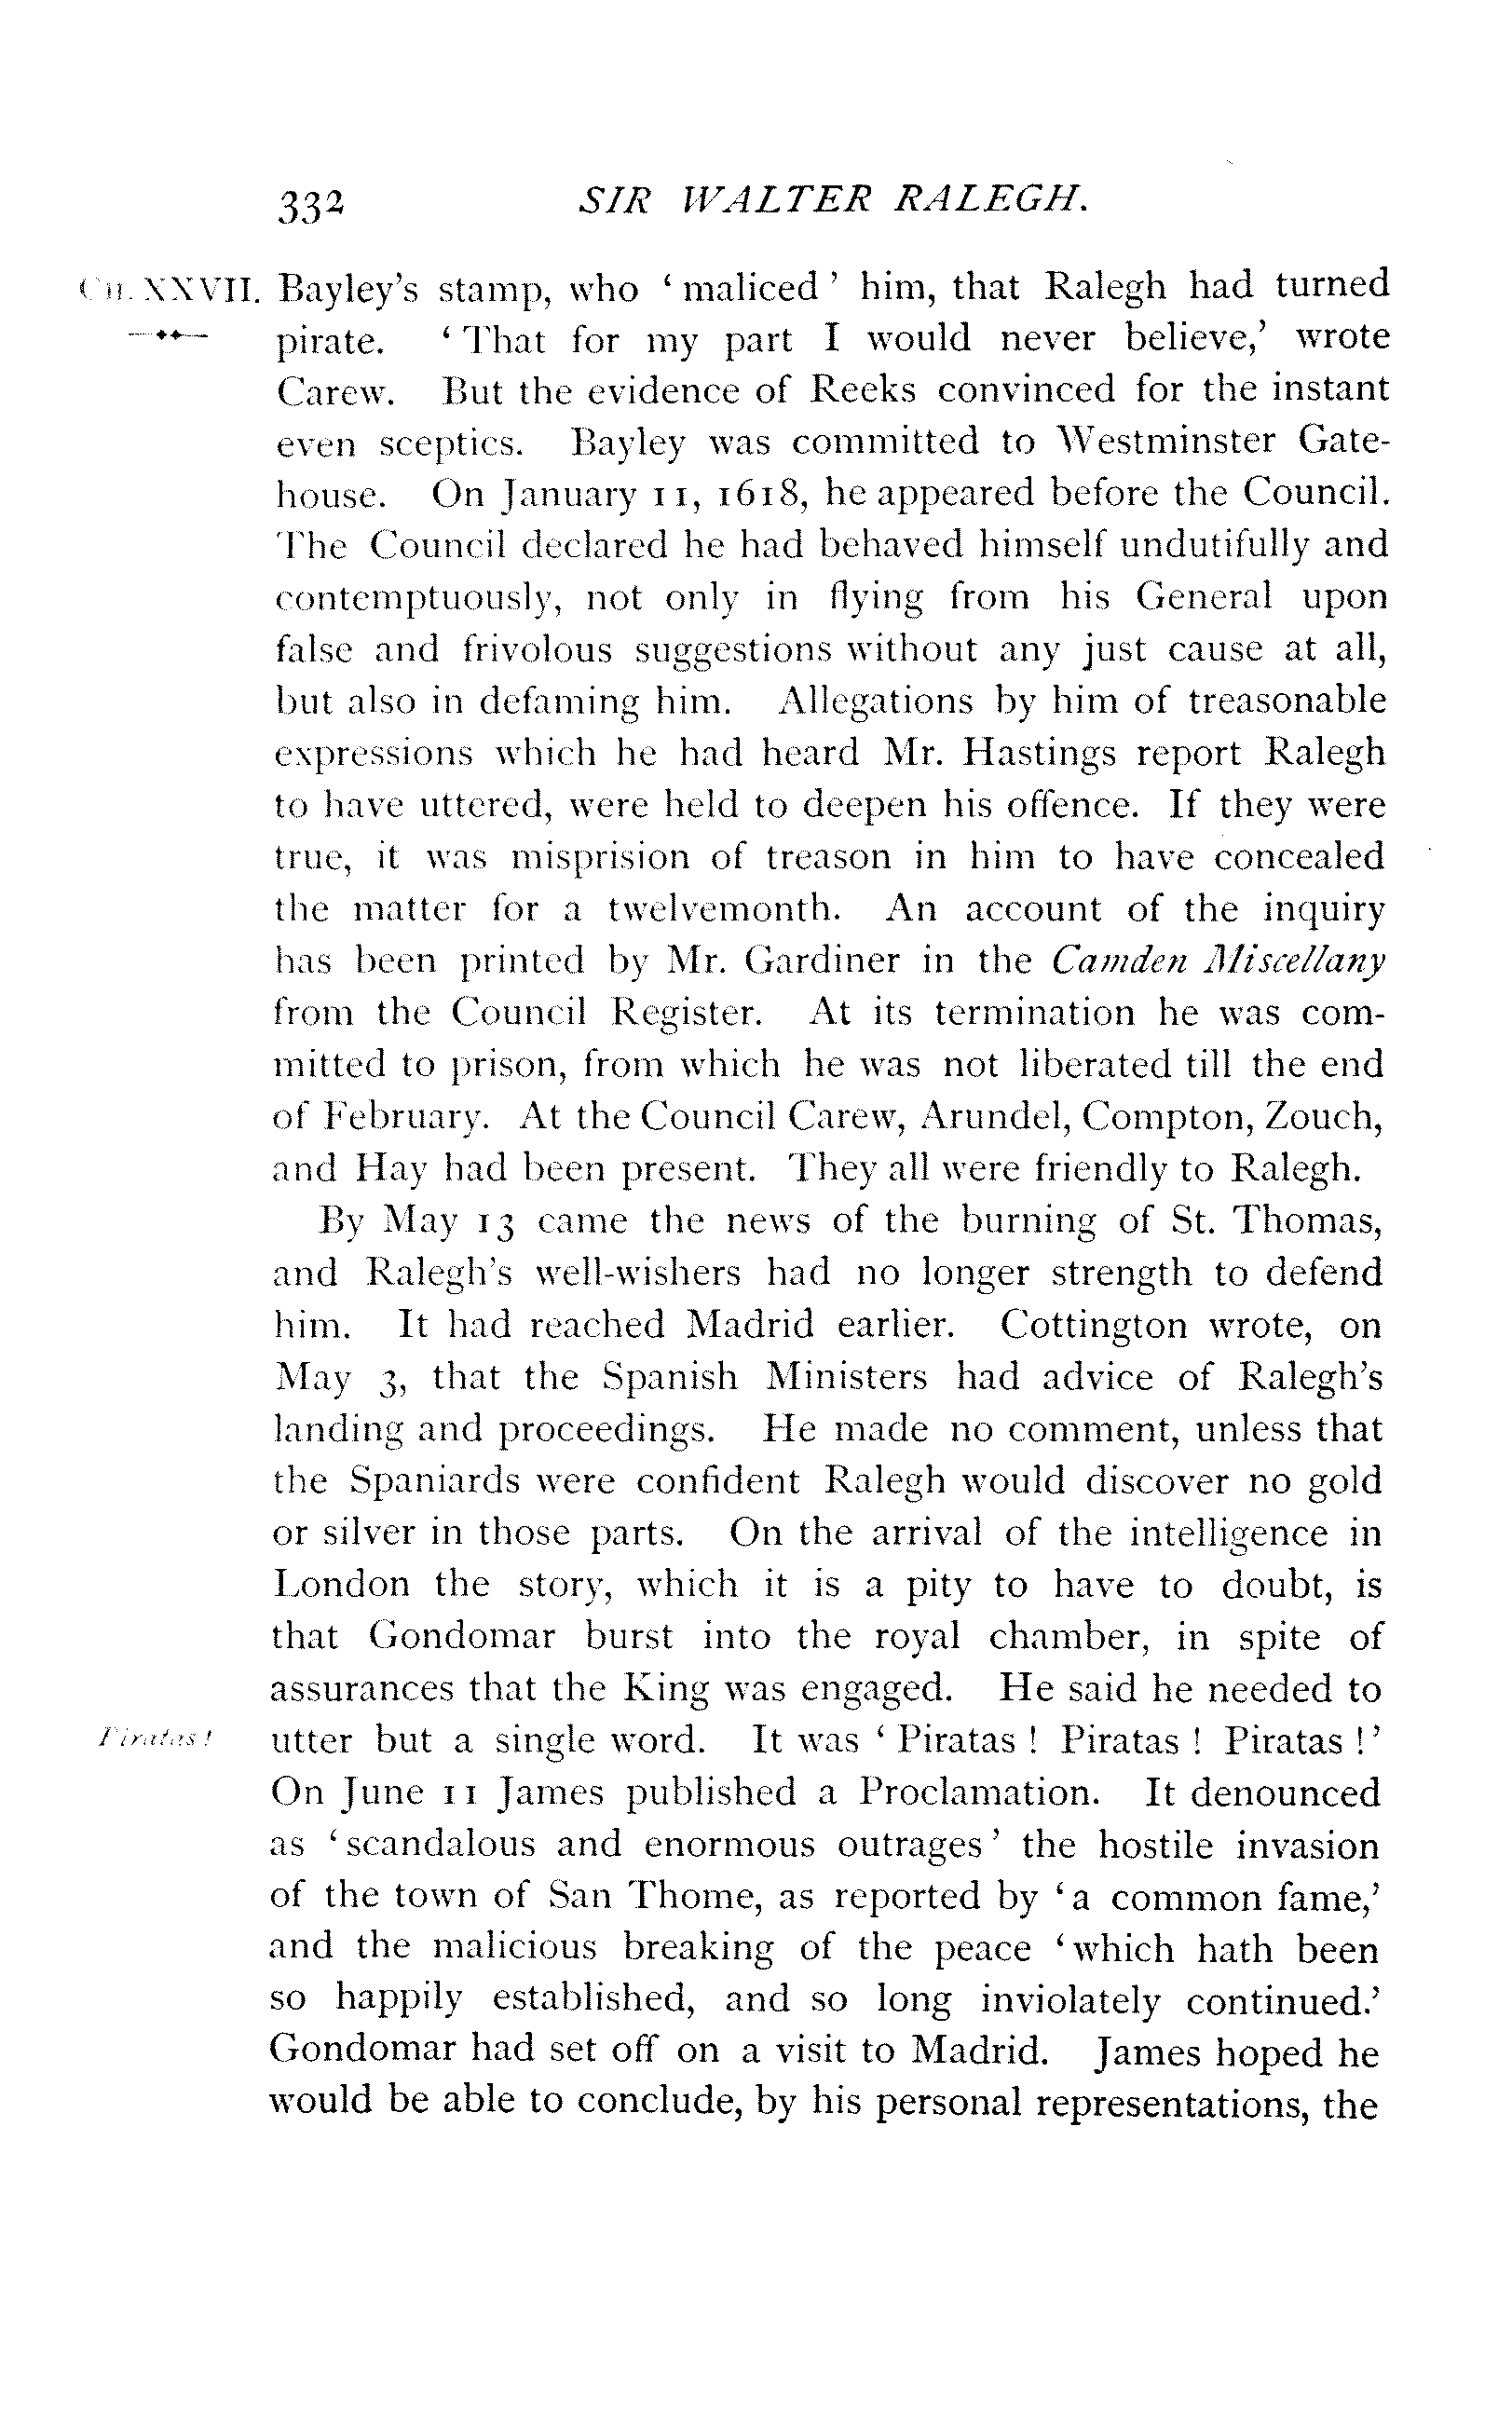 332 SIR WALTER RALEGH.
CH. XXVII. Bayley's stamp, who ' maliced ' him, that Ralegh had turned
pirate. ' That for my part I would never believe,' wrote
Carew. But the evidence of Reeks convinced for the instant
even sceptics. Bayley was committed to Westminster Gate-
house. On January 11, 1618, he appeared before the Council.
The Council declared he had behaved himself undutifully and
contemptuously, not only in flying from his General upon
false and frivolous suggestions without any just cause at all,
but also in defaming him. Allegations by him of treasonable
expressions which he had heard Mr. Hastings report Ralegh
to have uttered, were held to deepen his offence. If they were
true, it was misprision of treason in him to have concealed
the matter for a twelvemonth. An account of the inquiry
has been printed by Mr. Gardiner in the Camden Miscellany
from the Council Register. At its termination he was com-
mitted to prison, from which he was not liberated till the end
of February. At the Council Carew, Arundel, Compton, Zouch,
and Hay had been present. They all were friendly to Ralegh.
By May 13 came the news of the burning of St. Thomas,
and Ralegh's well-wishers had no longer strength to defend
him. It had reached Madrid earlier. Cottington wrote, on
May 3, that the Spanish Ministers had advice of Ralegh's
landing and proceedings. He made no comment, unless that
the Spaniards were confident Ralegh would discover no gold
or silver in those parts. On the arrival of the intelligence in
London the story, which it is a pity to have to doubt, is
that Gondomar burst into the royal chamber, in spite of
assurances that the King was engaged. He said he needed to
Piratas! utter but a single word. It was ' Piratas ! Piratas ! Piratas !'
On June 11 James published a Proclamation. It denounced
as ' scandalous and enormous outrages ' the hostile invasion
of the town of San Thome, as reported by ' a common fame,'
and the malicious breaking of the peace ' which hath been
so happily established, and so long inviolately continued.'
Gondomar had set off on a visit to Madrid. James hoped he
would be able to conclude, by his personal representations, the